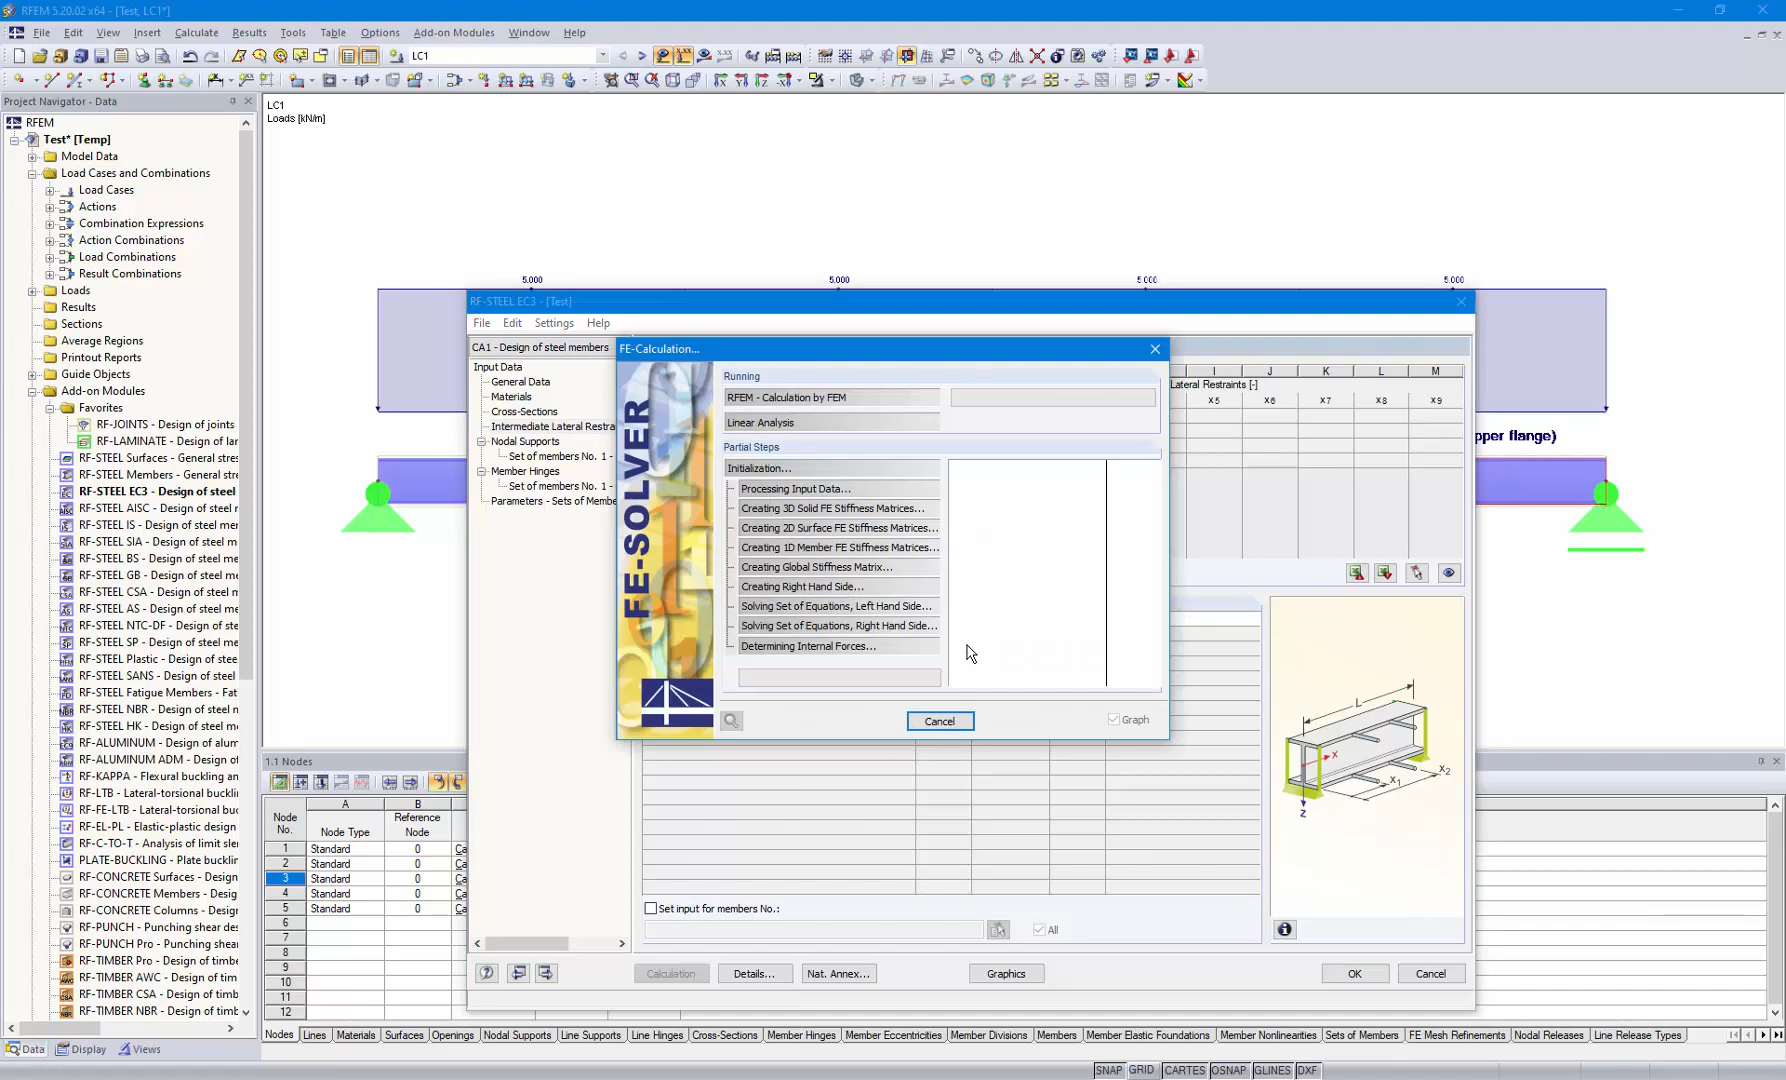 RFEM 5.20.02 x64 - [Test, LC1*]
File Edit View Insert Calculate Results Tools Table Options Add-on Modules Window Help
LC1
Project Navigator - Data
RFEM
Test* [Temp]
Model Data
Load Cases and Combinations
Load Cases
Actions
Combination Expressions
Action Combinations
Load Combinations
Result Combinations
Loads
Results
Sections
Average Regions
Printout Reports
Guide Objects
Add-on Modules
Favorites
RF-JOINTS - Design of joints
RF-LAMINATE - Design of lar
RF-STEEL Surfaces - General stres
RF-STEEL Members - General stre
RF-STEEL EC3 - Design of steel
RF-STEEL AISC - Design of steel
RF-STEEL IS - Design of steel mer
RF-STEEL SIA - Design of steel m
RF-STEEL BS - Design of steel me
RF-STEEL GB - Design of steel me
RF-STEEL CSA - Design of steel m
RF-STEEL AS - Design of steel me
RF-STEEL NTC-DF - Design of ste
RF-STEEL SP - Design of steel me
RF-STEEL Plastic - Design of steel
RF-STEEL SANS - Design of steel
RF-STEEL Fatigue Members - Fat
RF-STEEL NBR - Design of steel m
RF-STEEL HK - Design of steel me
RF-ALUMINUM - Design of alum
RF-ALUMINUM ADM - Design of
RF-KAPPA - Flexural buckling an
RF-LTB - Lateral-torsional buckl
RF-FE-LTB - Lateral-torsional buc
RF-EL-PL - Elastic-plastic design
RF-C-TO-T - Analysis of limit sle
PLATE-BUCKLING - Plate bucklin
RF-CONCRETE Surfaces - Design
RF-CONCRETE Members - Desig
RF-CONCRETE Columns - Design
RF-PUNCH - Punching shear des
RF-PUNCH Pro - Punching shear
RF-TIMBER Pro - Design of timbe
RF-TIMBER AWC - Design of tim
RF-TIMBER CSA - Design of timb
RF-TIMBER NBR - Design of timb
Data Display Views
LC1
Loads [kN/m]
5.000 5.000 5.000 5.000
pper flange)
RF-STEEL EC3 - [Test]
File Edit Settings Help
CA1 - Design of steel members
Input Data
General Data
Materials
Cross-Sections
Intermediate Lateral Restra
Nodal Supports
Set of members No. 1 -
Member Hinges
Set of members No. 1 -
Parameters - Sets of Membe
I J K L M
Lateral Restraints [-]
x5 x6 x7 x8 x9
FE-Calculation...
FE-SOLVER
Running
RFEM - Calculation by FEM
Linear Analysis
Partial Steps
Initialization...
Processing Input Data...
Creating 3D Solid FE Stiffness Matrices...
Creating 2D Surface FE Stiffness Matrices...
Creating 1D Member FE Stiffness Matrices...
Creating Global Stiffness Matrix...
Creating Right Hand Side...
Solving Set of Equations, Left Hand Side...
Solving Set of Equations, Right Hand Side...
Determining Internal Forces...
Cancel
Graph
L
x
x1
x2
z
Set input for members No.:
All
Calculation Details... Nat. Annex... Graphics OK Cancel
1.1 Nodes
A B
Node Reference
No. Node Type Node
1 Standard 0 Ca
2 Standard 0 Ca
3 Standard 0 Ca
4 Standard 0 Ca
5 Standard 0 Ca
6
7
8
9
10
11
12
Nodes Lines Materials Surfaces Openings Nodal Supports Line Supports Line Hinges Cross-Sections Member Hinges Member Eccentricities Member Divisions Members Member Elastic Foundations Member Nonlinearities Sets of Members FE Mesh Refinements Nodal Releases Line Release Types
SNAP GRID CARTES OSNAP GLINES DXF